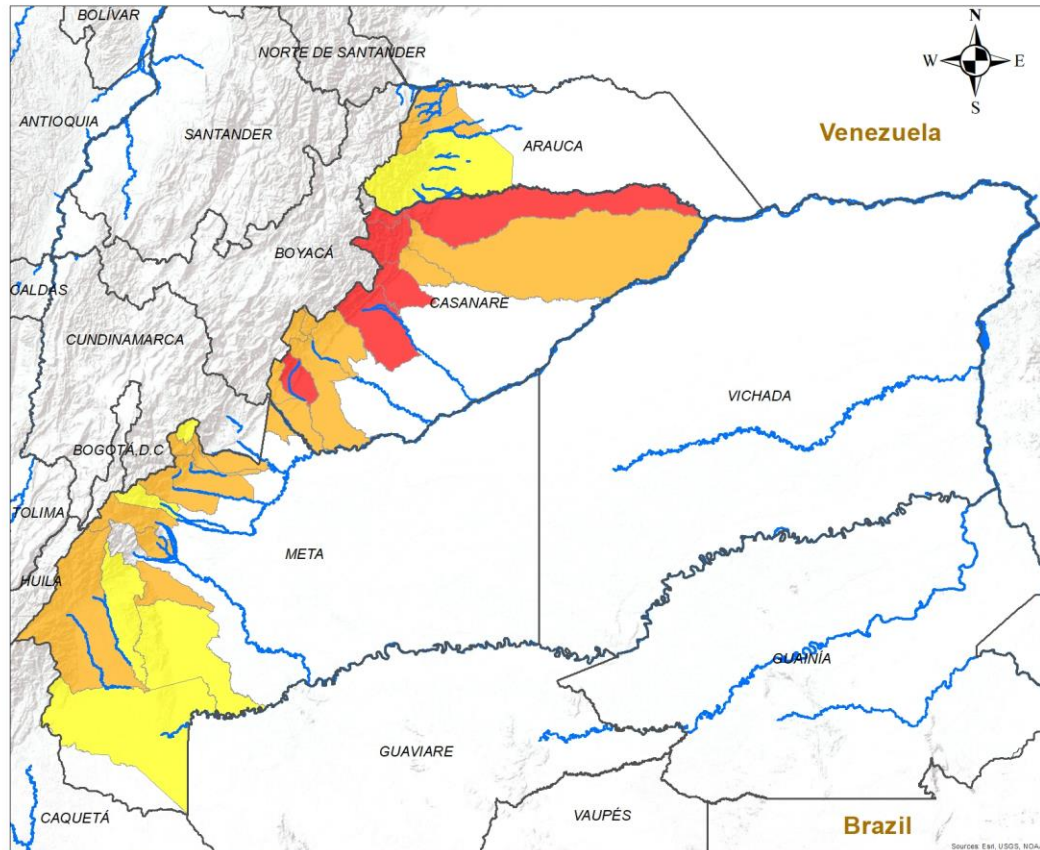 BOLÍVAR
NORTE DE SANTANDER
N
W
E
S
ANTIOQUIA
SANTANDER
ARAUCA
Venezuela
BOYACÁ
CALDAS
CASANARE
CUNDINAMARCA
VICHADA
BOGOTÁ, D.C
TOLIMA
META
HUILA
GUAINÍA
GUAVIARE
CAQUETÁ
VAUPÉS
Brazil
Sources: Esri, USGS, NOAA